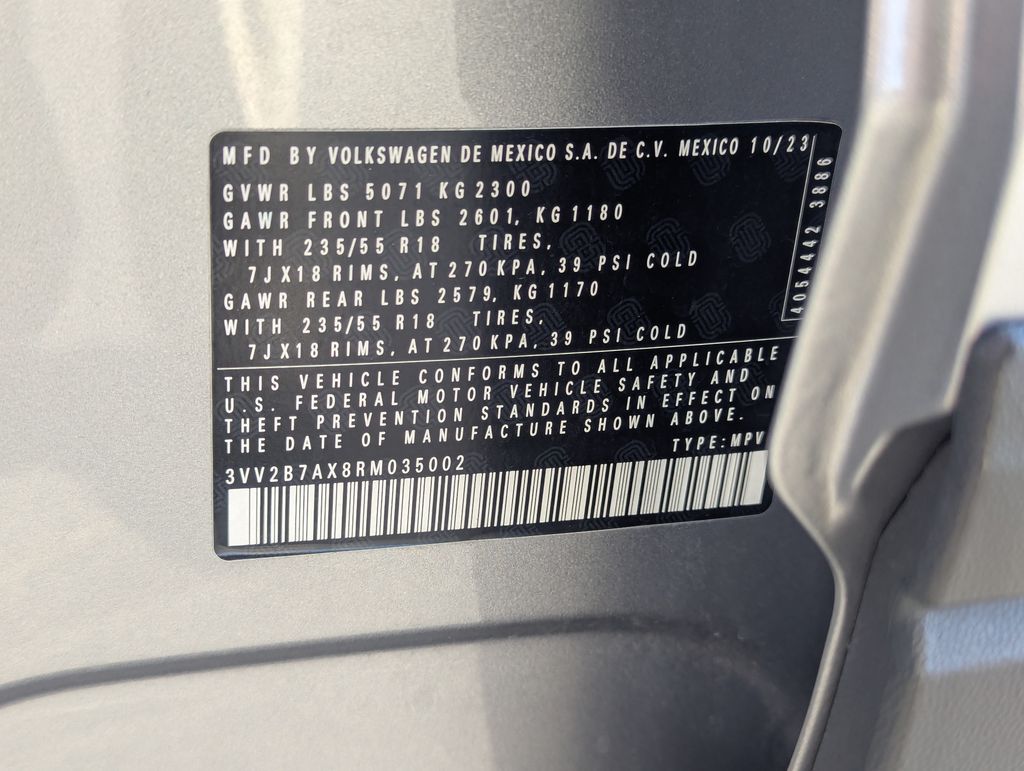 MFD BY VOLKSWAGEN DE MEXICO S.A. DE C.V. MEXICO 10/23
GVWR LBS 5071 KG 2300
GAWR FRONT LBS 2601, KG 1180
WITH 235/55 R18 TIRES,
7JX18 RIMS, AT 270 KPA, 39 PSI COLD
GAWR REAR LBS 2579, KG 1170
WITH 235/55 R18 TIRES,
7JX18 RIMS, AT 270 KPA, 39 PSI COLD
THIS VEHICLE CONFORMS TO ALL APPLICABLE
U.S. FEDERAL MOTOR VEHICLE SAFETY AND
THEFT PREVENTION STANDARDS IN EFFECT ON
THE DATE OF MANUFACTURE SHOWN ABOVE.
TYPE: MPV
3VV2B7AX8RM035002
4054442 3886